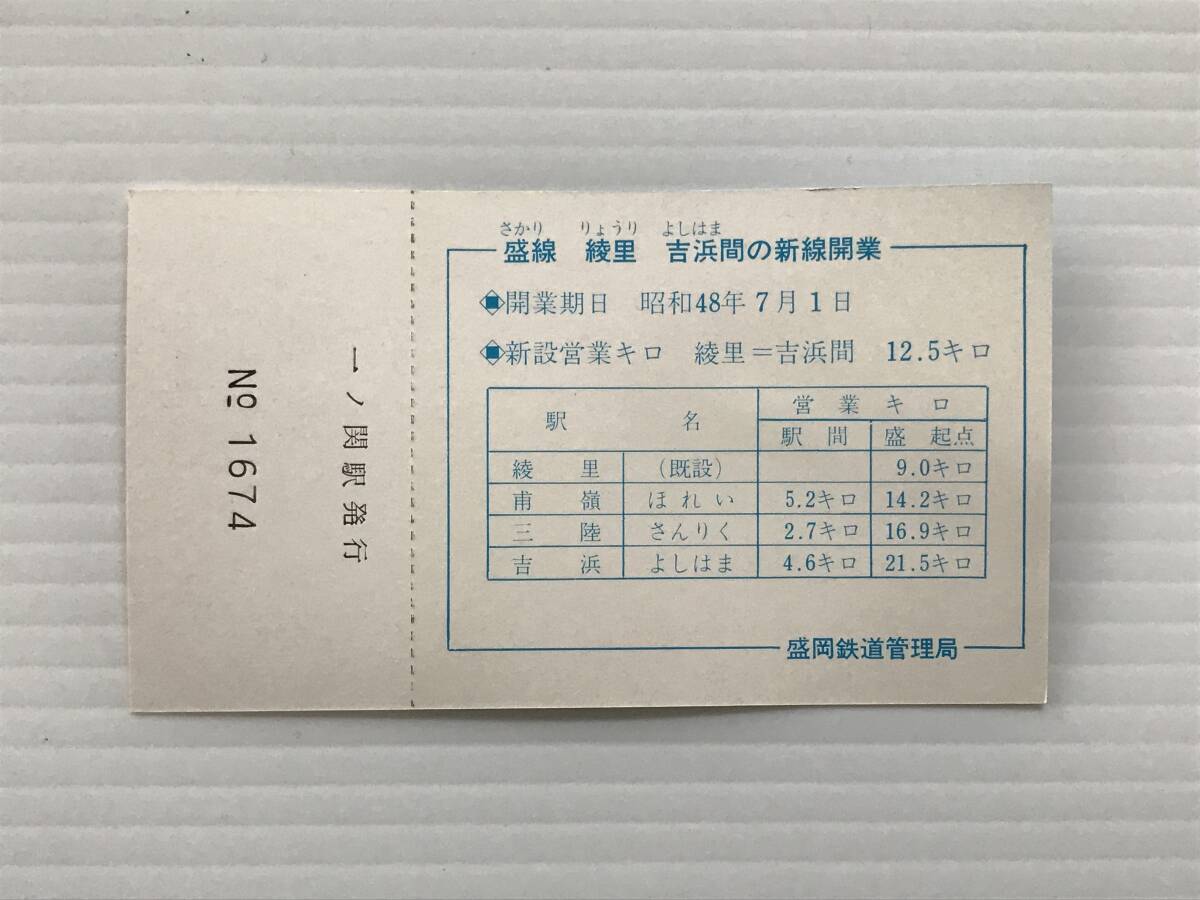 さかり りょうり よしはま
盛線 綾里 吉浜間の新線開業
開業期日 昭和48年7月1日
新設営業キロ 綾里=吉浜間 12.5キロ
駅名 営業キロ
駅間 盛起点
綾里 (既設) 9.0キロ
甫嶺 ほれい 5.2キロ 14.2キロ
三陸 さんりく 2.7キロ 16.9キロ
吉浜 よしはま 4.6キロ 21.5キロ
盛岡鉄道管理局
一ノ関駅発行
No 1674